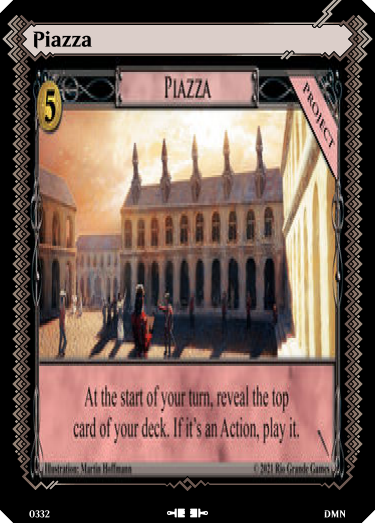 Piazza
PIAZZA
5
PROJECT
At the start of your turn, reveal the top
card of your deck. If it's an Action, play it.
Illustration: Martin Hoffmann
© 2021 Rio Grande Games
0332
DMN